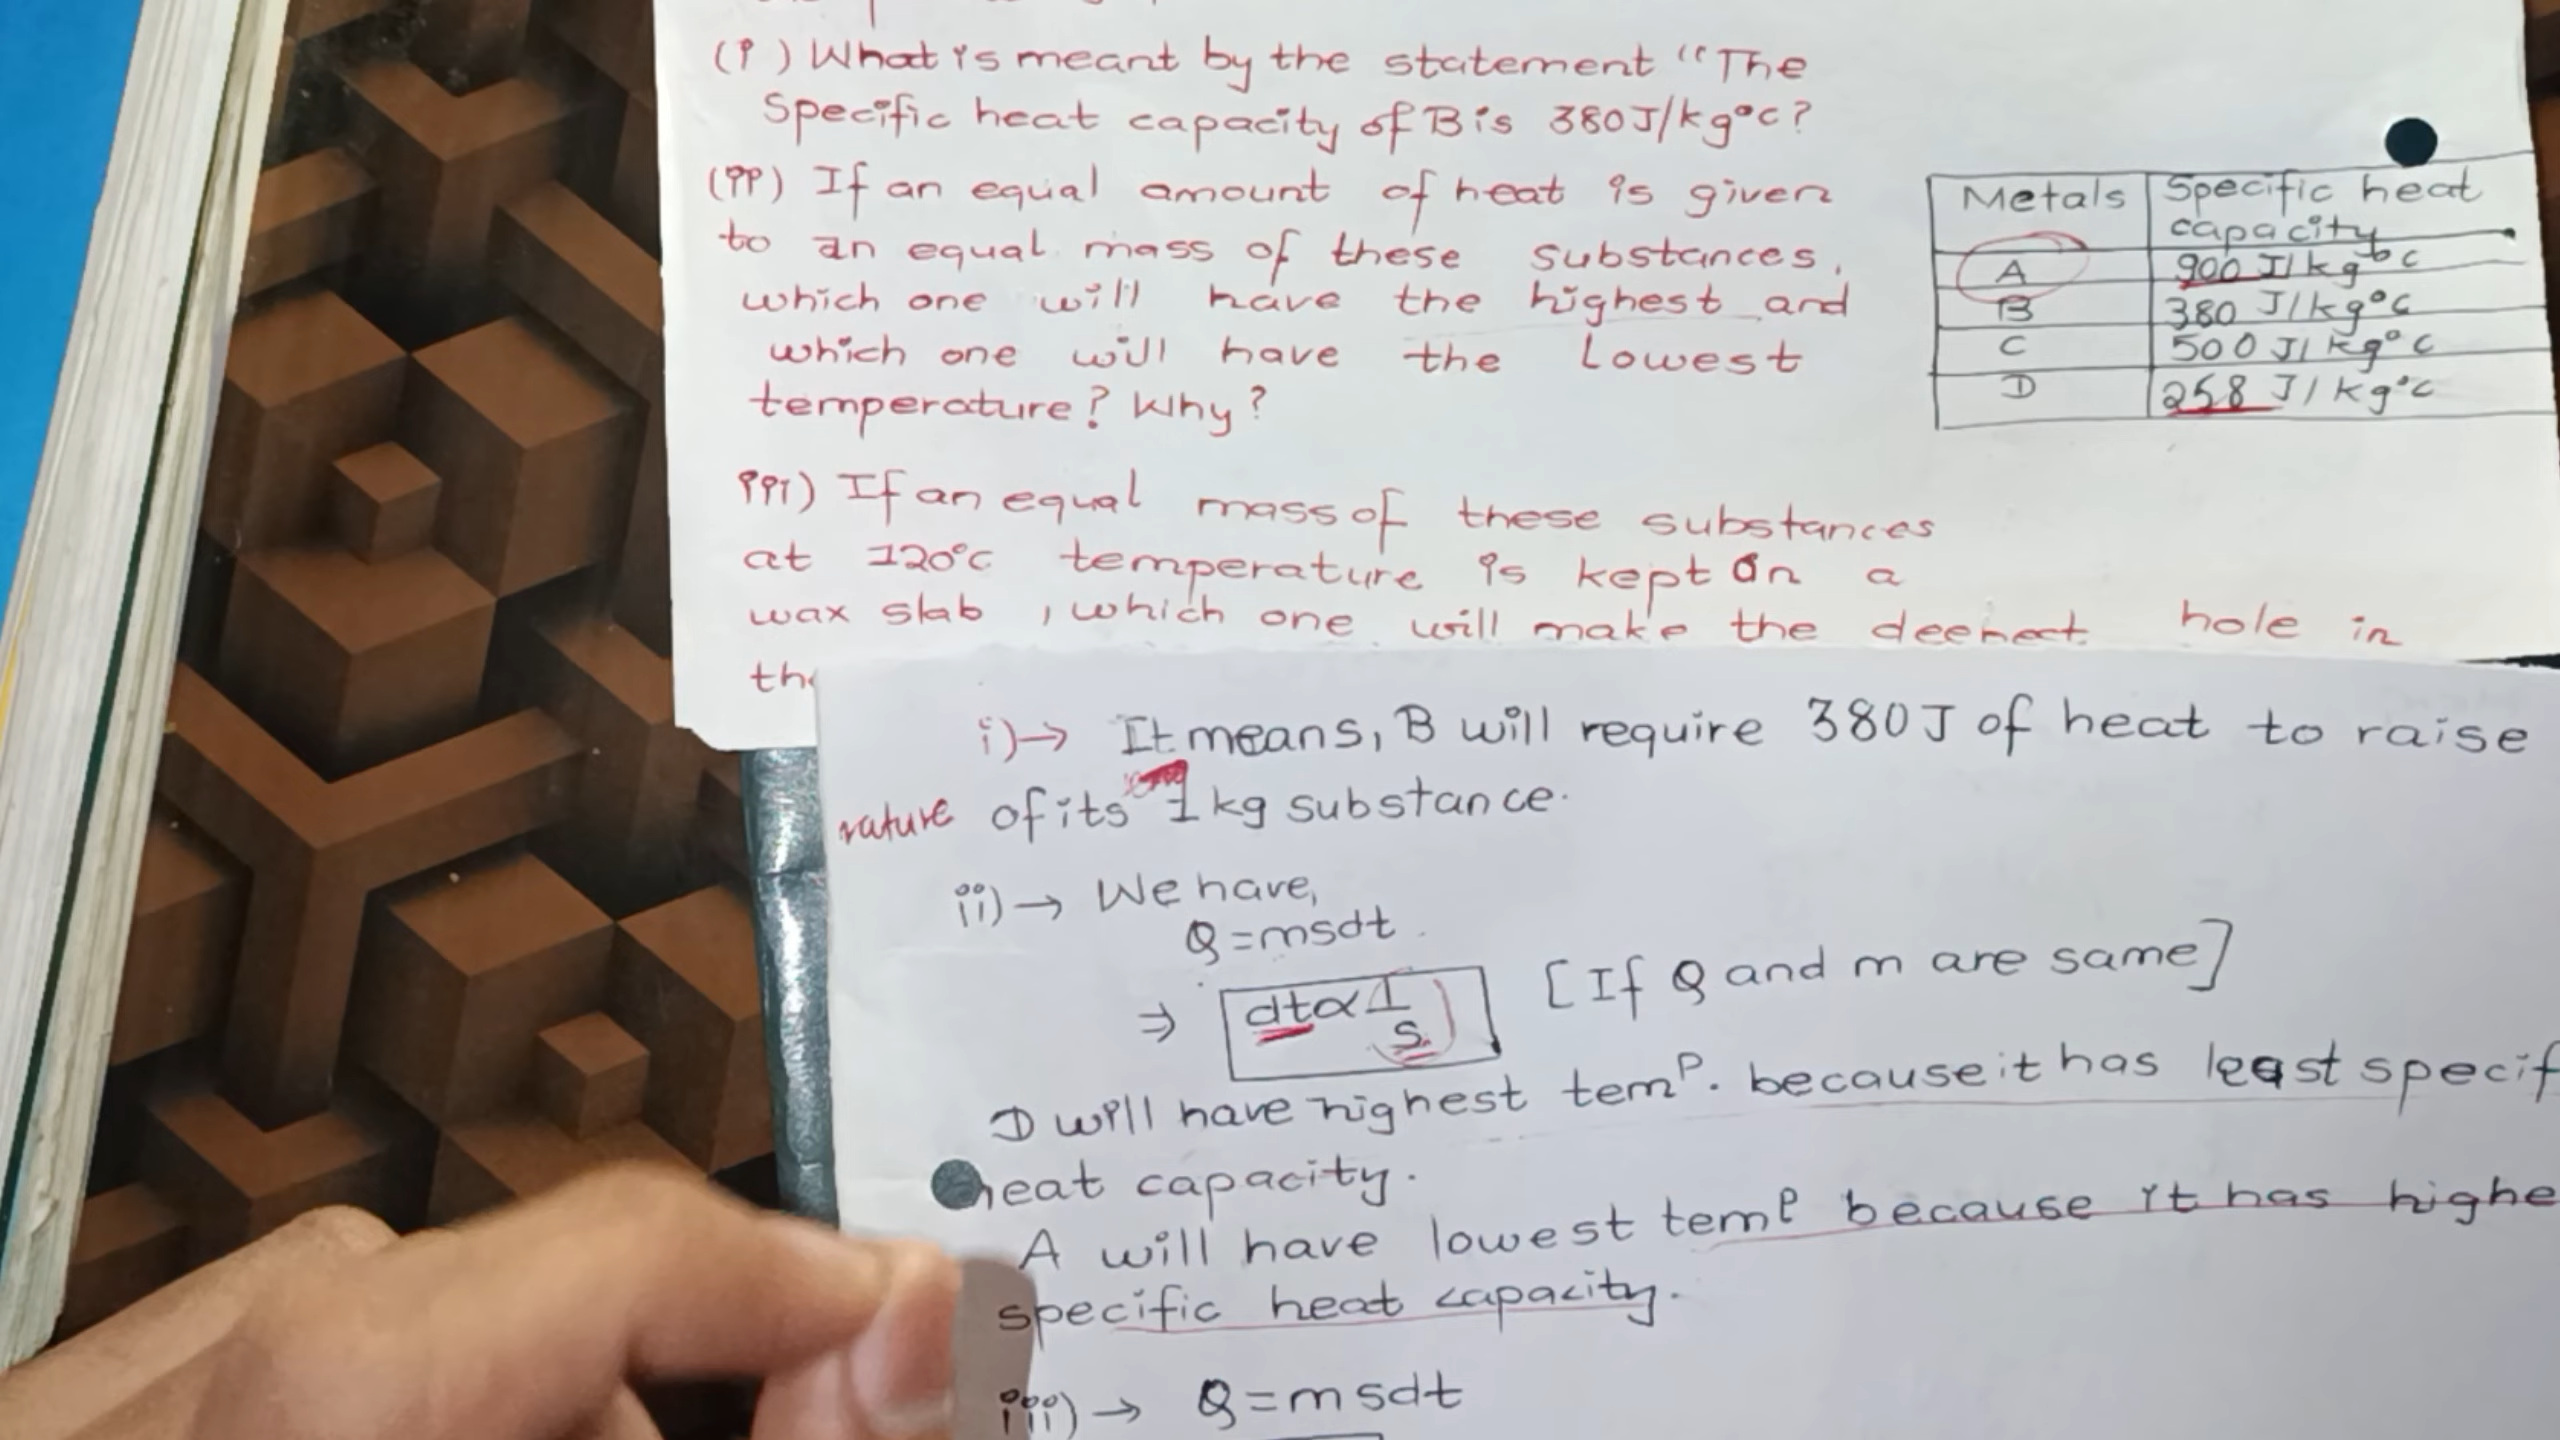 (i) What is meant by the statement "The
Specific heat capacity of B is 380J/kg°c?
(ii) If an equal amount of heat is given
to an equal mass of these substances,
which one will have the highest and
which one will have the Lowest
temperature? Why?
iii) If an equal mass of these substances
at 120°c temperature is kept on a
wax slab, which one will make the deepest hole in
Metals Specific heat capacity
A 900 J/kg°c
B 380 J/kg°c
C 500 J/kg°c
D 258 J/kg°c
i)→ It means, B will require 380J of heat to raise
rature of its 1 kg substance.
ii)→ We have,
Q=msdt
⇒ dt∝1/s [If Q and m are same]
D will have highest temp. because it has least specif
heat capacity.
A will have lowest temp because it has highe
specific heat capacity.
iii)→ Q=msdt